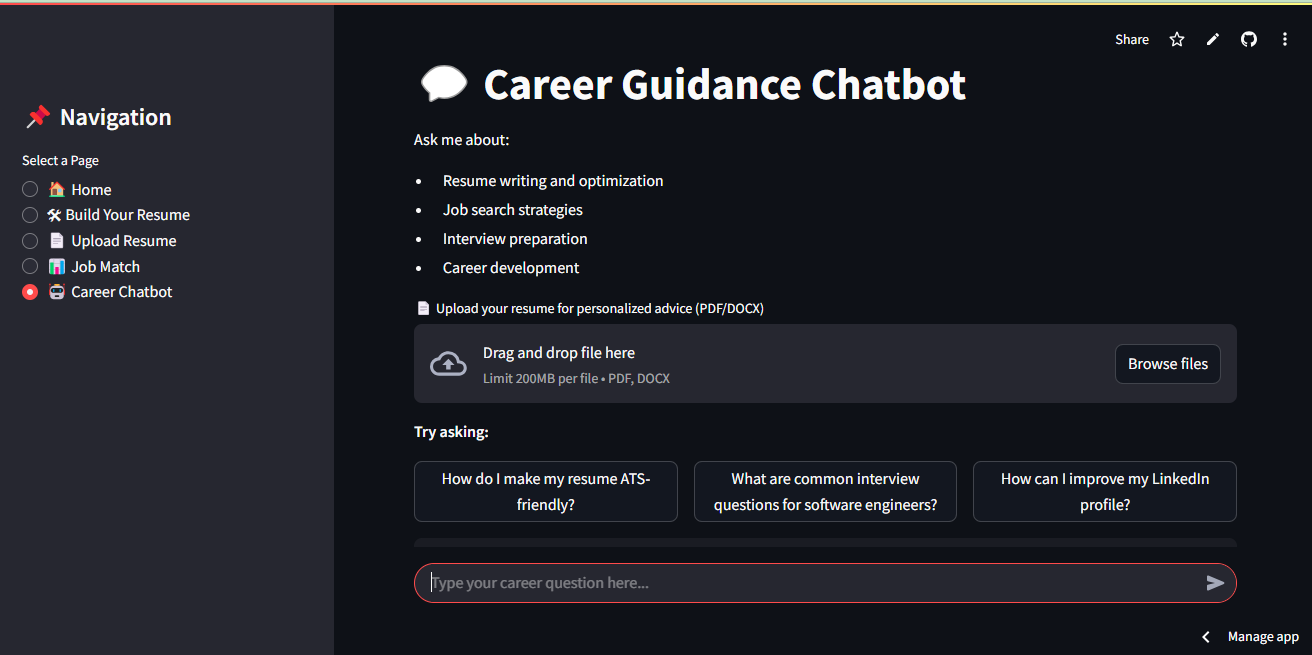 Share
Navigation
Select a Page
Home
Build Your Resume
Upload Resume
Job Match
Career Chatbot
Career Guidance Chatbot
Ask me about:
Resume writing and optimization
Job search strategies
Interview preparation
Career development
Upload your resume for personalized advice (PDF/DOCX)
Drag and drop file here
Limit 200MB per file • PDF, DOCX
Browse files
Try asking:
How do I make my resume ATS-
friendly?
What are common interview
questions for software engineers?
How can I improve my LinkedIn
profile?
Type your career question here...
Manage app